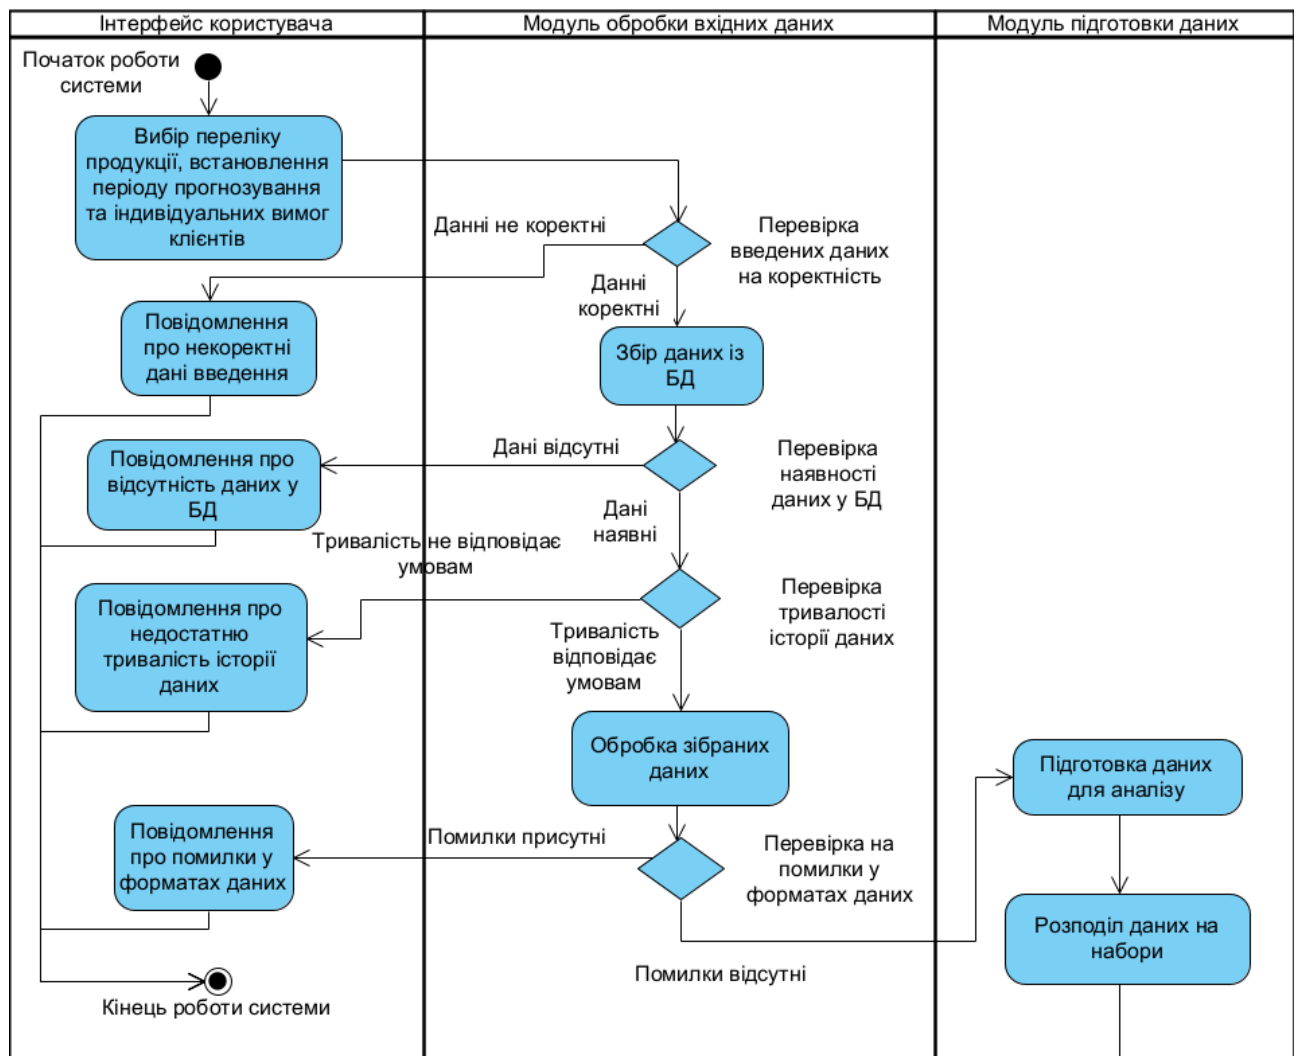 Інтерфейс користувача
Модуль обробки вхідних даних
Модуль підготовки даних
Початок роботи
системи
Вибір переліку
продукції, встановлення
періоду прогнозування
та індивідуальних вимог
клієнтів
Данні не коректні
Перевірка
введених даних
на коректність
Данні
коректні
Повідомлення
про некоректні
дані введення
Збір даних із
БД
Дані відсутні
Перевірка
наявності
даних у БД
Повідомлення про
відсутність даних у
БД
Дані
наявні
Тривалість не відповідає
умовам
Перевірка
тривалості
історії даних
Повідомлення про
недостатню
тривалість історії
даних
Тривалість
відповідає
умовам
Обробка зібраних
даних
Підготовка даних
для аналізу
Повідомлення
про помилки у
форматах даних
Помилки присутні
Перевірка на
помилки у
форматах даних
Розподіл даних на
набори
Помилки відсутні
Кінець роботи системи